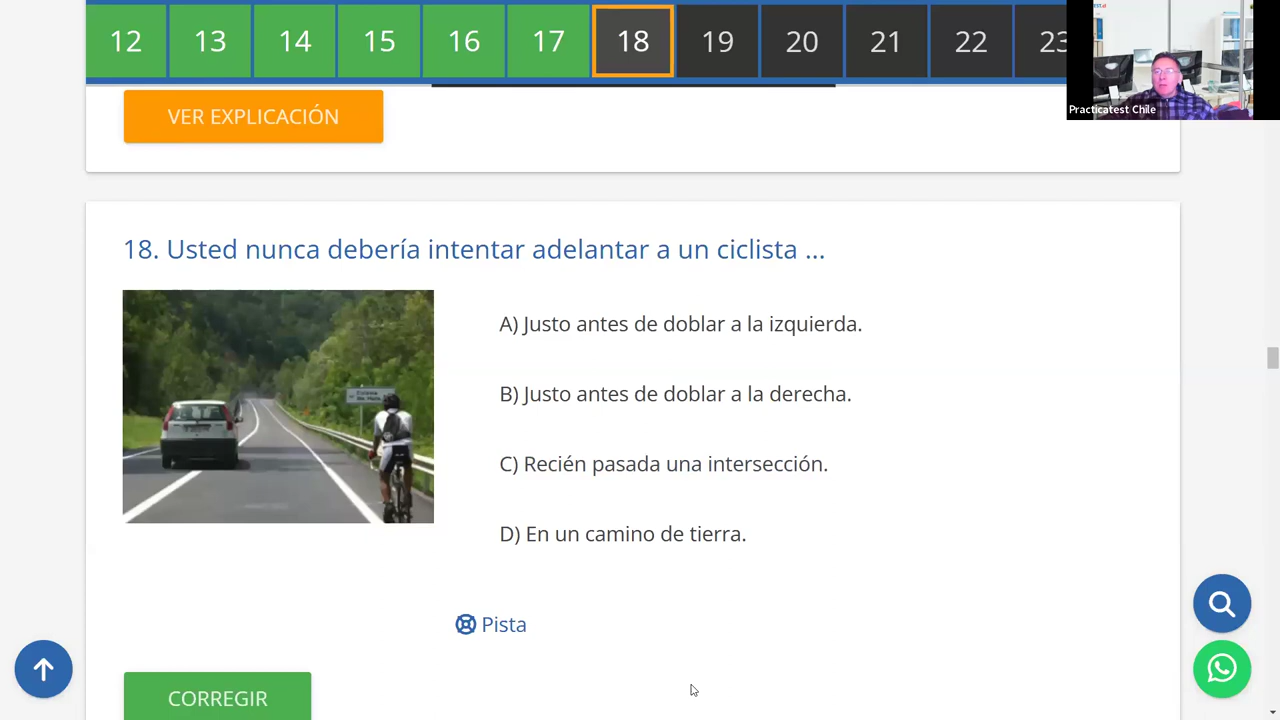 12 13 14 15 16 17 18 19 20 21 22 23
Practicatest Chile
VER EXPLICACIÓN
18. Usted nunca debería intentar adelantar a un ciclista ...
A) Justo antes de doblar a la izquierda.
B) Justo antes de doblar a la derecha.
C) Recién pasada una intersección.
D) En un camino de tierra.
Pista
CORREGIR